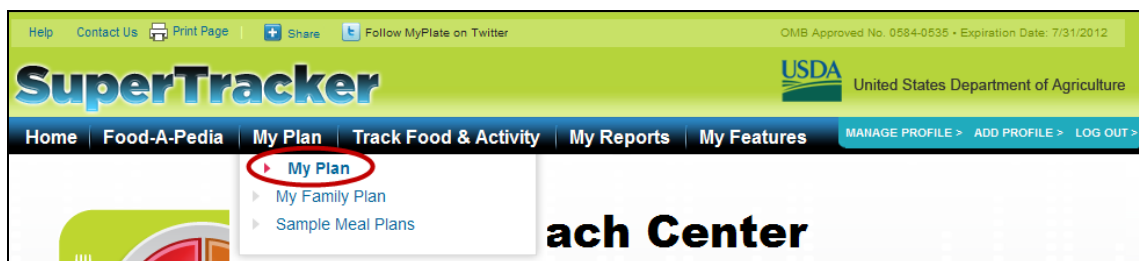 Help Contact Us Print Page Share Follow MyPlate on Twitter OMB Approved No. 0584-0535 • Expiration Date: 7/31/2012
SuperTracker USDA United States Department of Agriculture
Home Food-A-Pedia My Plan Track Food & Activity My Reports My Features MANAGE PROFILE > ADD PROFILE > LOG OUT >
My Plan
My Family Plan
Sample Meal Plans
ach Center